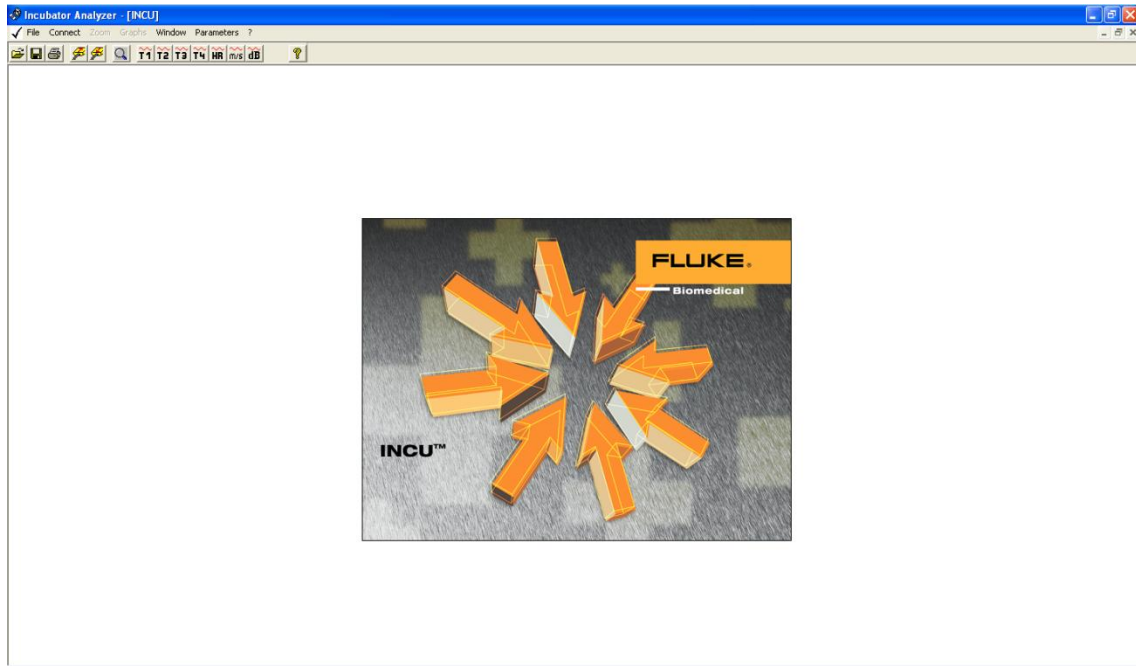 Incubator Analyzer - [INCU]
File Connect Zoom Graphs Window Parameters ?
T1 T2 T3 T4 HR m/s dB ?
FLUKE®
Biomedical
INCU™